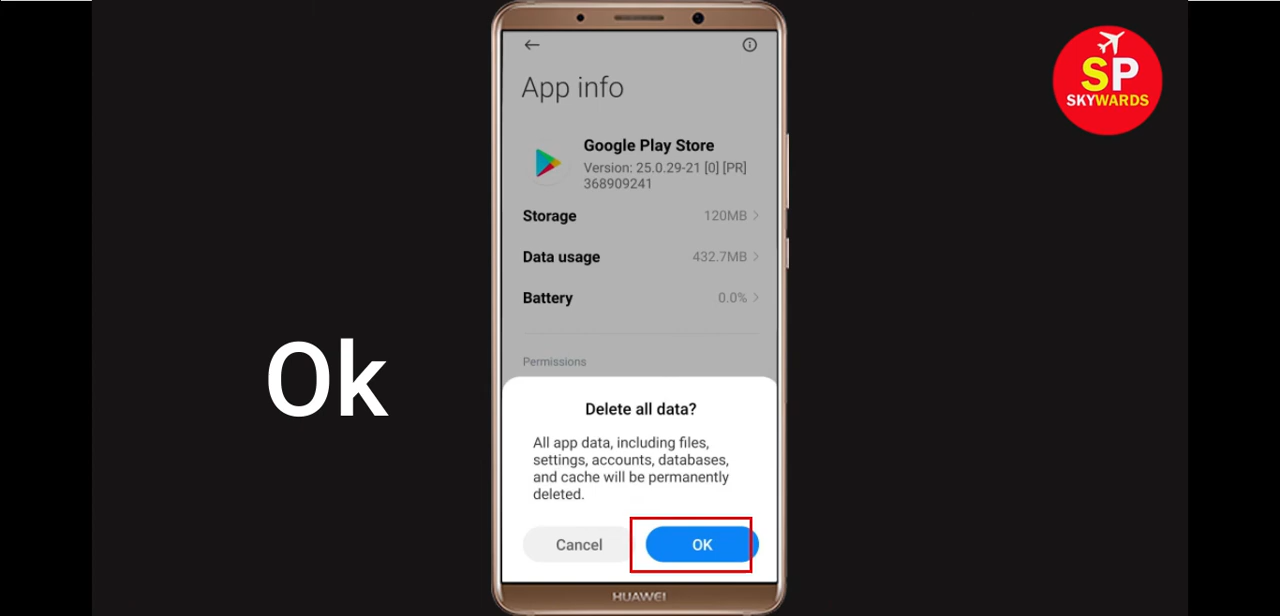 SP
SKYWARDS
App info
Google Play Store
Version: 25.0.29-21 [0] [PR]
368909241
Storage 120MB
Data usage 432.7MB
Battery 0.0%
Permissions
Ok
Delete all data?
All app data, including files,
settings, accounts, databases,
and cache will be permanently
deleted.
Cancel OK
HUAWEI